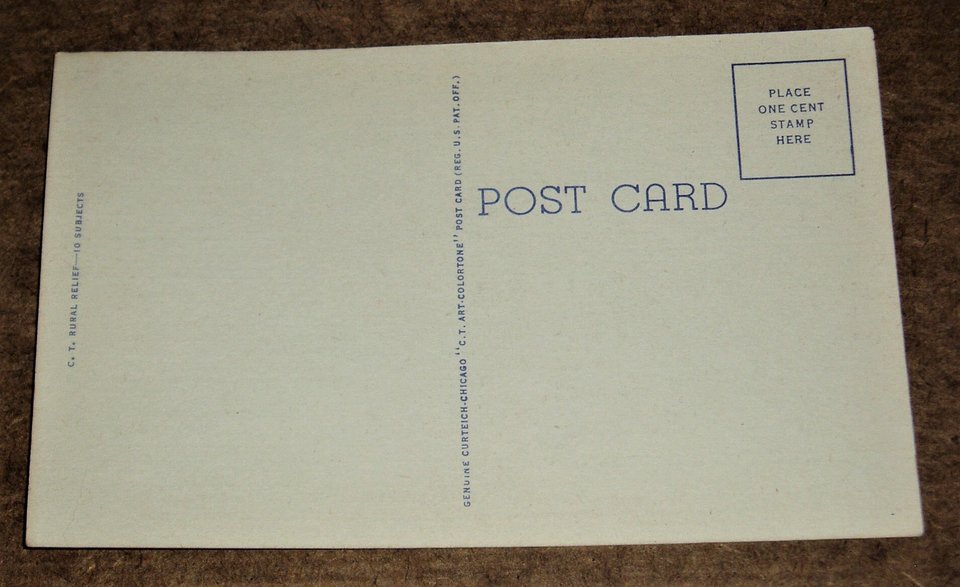 C. T. RURAL RELIEF—10 SUBJECTS
GENUINE CURTEICH-CHICAGO "C.T. ART-COLORTONE" POST CARD (REG. U.S. PAT. OFF.)
POST CARD
PLACE
ONE CENT
STAMP
HERE